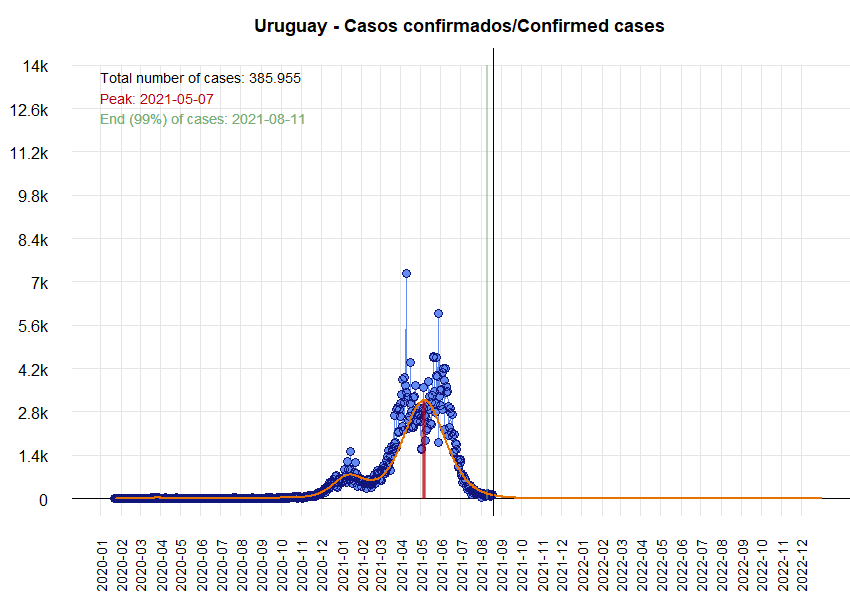 Uruguay - Casos confirmados/Confirmed cases
14k
12.6k
11.2k
9.8k
8.4k
7k
5.6k
4.2k
2.8k
1.4k
0
Total number of cases: 385.955
Peak: 2021-05-07
End (99%) of cases: 2021-08-11
2020-01
2020-02
2020-03
2020-04
2020-05
2020-06
2020-07
2020-08
2020-09
2020-10
2020-11
2020-12
2021-01
2021-02
2021-03
2021-04
2021-05
2021-06
2021-07
2021-08
2021-09
2021-10
2021-11
2021-12
2022-01
2022-02
2022-03
2022-04
2022-05
2022-06
2022-07
2022-08
2022-09
2022-10
2022-11
2022-12